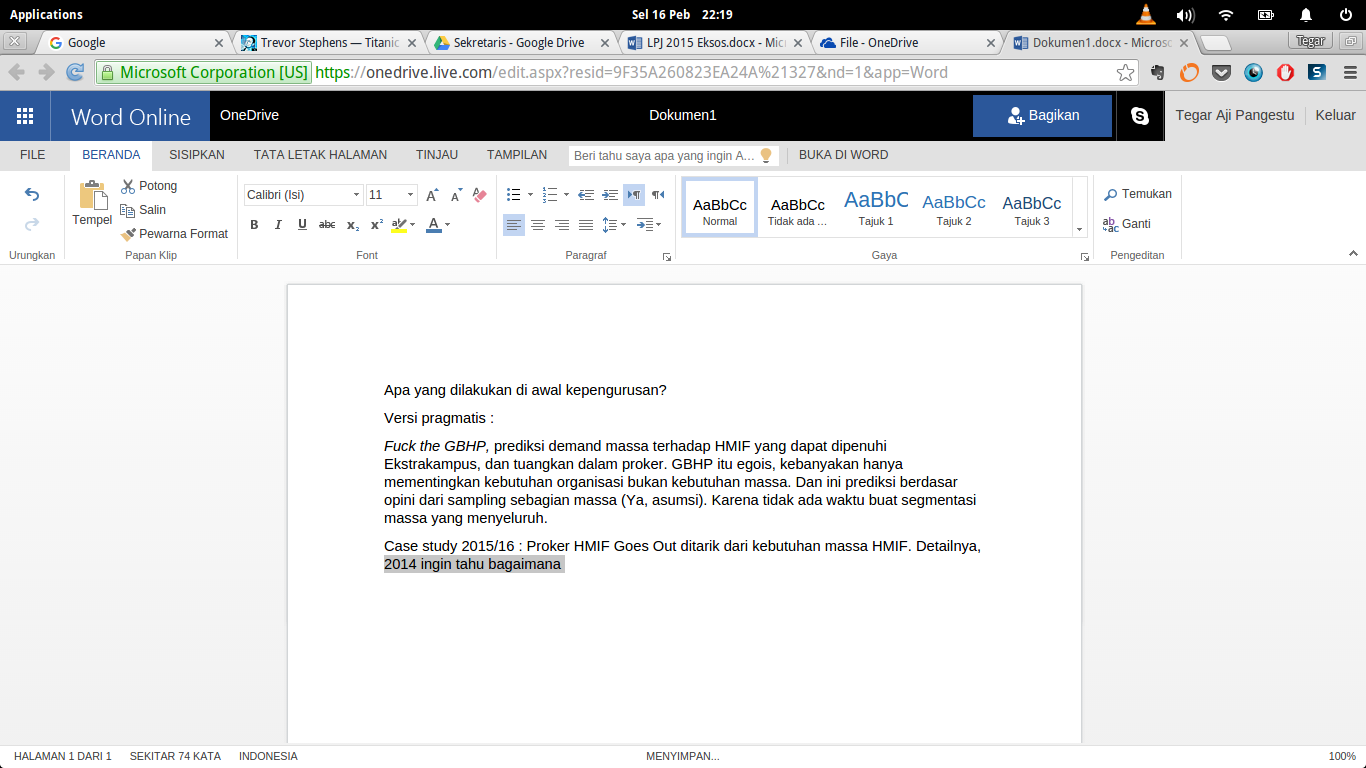 Applications
Sel 16 Peb 22:19
Google
Trevor Stephens — Titanic
Sekretaris - Google Drive
LPJ 2015 Eksos.docx - Mic
File - OneDrive
Dokumen1.docx - Microso
Tegar
Microsoft Corporation [US] https://onedrive.live.com/edit.aspx?resid=9F35A260823EA24A%21327&nd=1&app=Word
Word Online
OneDrive
Dokumen1
Bagikan
Tegar Aji Pangestu
Keluar
FILE BERANDA SISIPKAN TATA LETAK HALAMAN TINJAU TAMPILAN Beri tahu saya apa yang ingin A... BUKA DI WORD
Tempel
Potong
Salin
Pewarna Format
Calibri (Isi) 11
B I U abc x₂ x² ab A
AaBbCc AaBbCc AaBbC AaBbCc AaBbCc
Normal Tidak ada ... Tajuk 1 Tajuk 2 Tajuk 3
Temukan
Ganti
Urungkan Papan Klip Font Paragraf Gaya Pengeditan
Apa yang dilakukan di awal kepengurusan?
Versi pragmatis :
Fuck the GBHP, prediksi demand massa terhadap HMIF yang dapat dipenuhi
Ekstrakampus, dan tuangkan dalam proker. GBHP itu egois, kebanyakan hanya
mementingkan kebutuhan organisasi bukan kebutuhan massa. Dan ini prediksi berdasar
opini dari sampling sebagian massa (Ya, asumsi). Karena tidak ada waktu buat segmentasi
massa yang menyeluruh.
Case study 2015/16 : Proker HMIF Goes Out ditarik dari kebutuhan massa HMIF. Detailnya,
2014 ingin tahu bagaimana
HALAMAN 1 DARI 1 SEKITAR 74 KATA INDONESIA MENYIMPAN... 100%